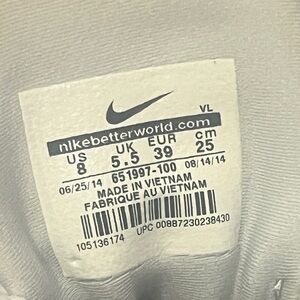 VL
nikebetterworld.com
US UK EUR cm
8 5.5 39 25
06/25/14 651997-100 08/14/14
MADE IN VIETNAM
FABRIQUE AU VIETNAM
105136174 UPC 00887230238430